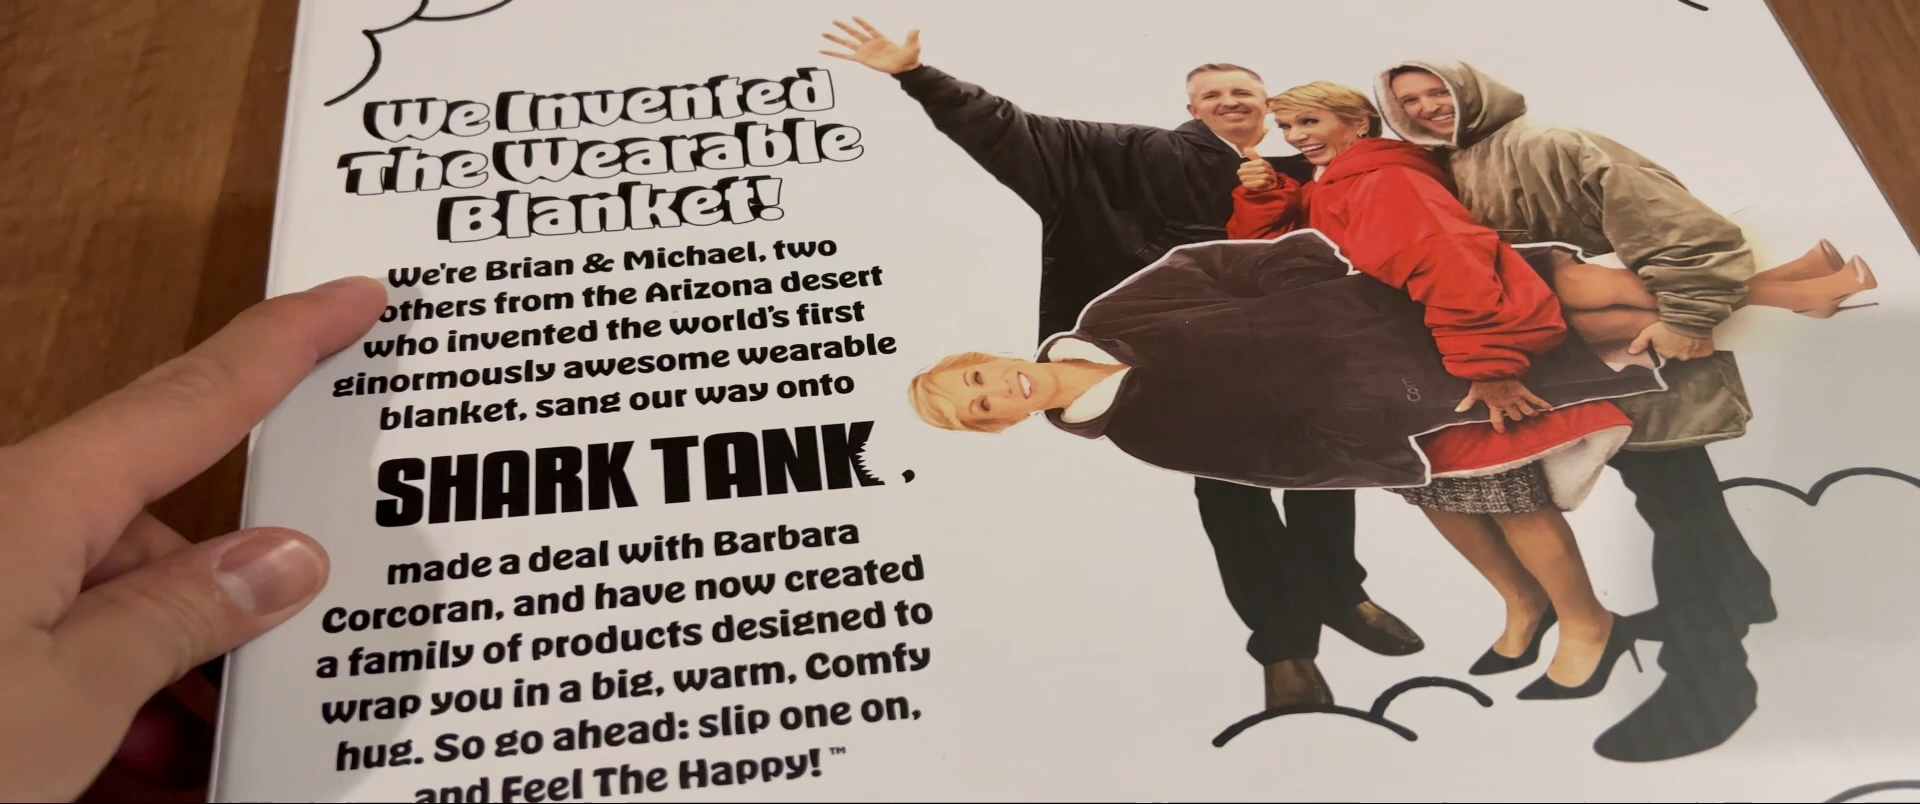 We Invented
The Wearable
Blanket!
We're Brian & Michael, two
others from the Arizona desert
who invented the world's first
ginormously awesome wearable
blanket, sang our way onto
SHARK TANK,
made a deal with Barbara
Corcoran, and have now created
a family of products designed to
wrap you in a big, warm, Comfy
hug. So go ahead: slip one on,
and Feel The Happy!™